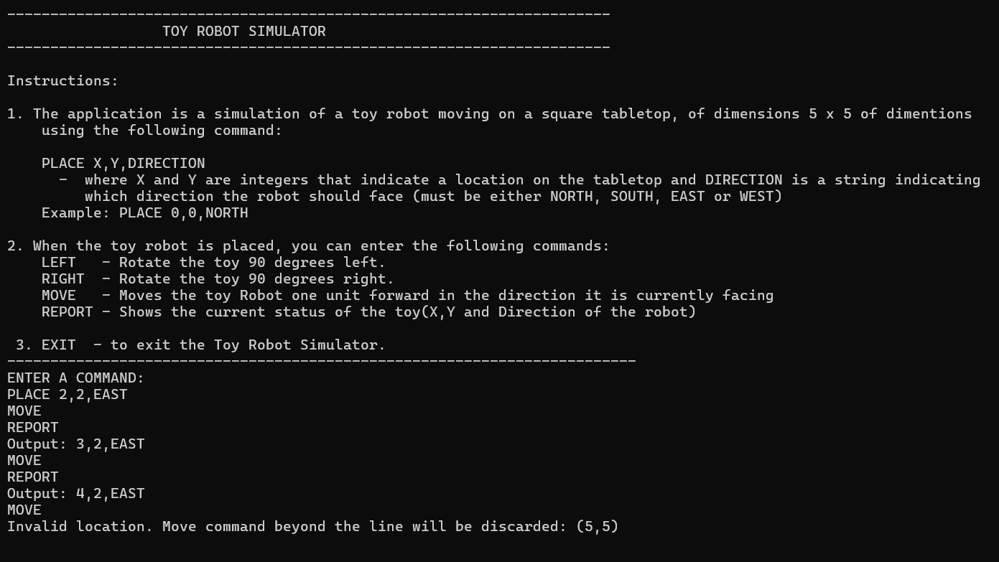 ----------------------------------------------------------------------
TOY ROBOT SIMULATOR
----------------------------------------------------------------------
Instructions:
1. The application is a simulation of a toy robot moving on a square tabletop, of dimensions 5 x 5 of dimentions
using the following command:
PLACE X,Y,DIRECTION
-  where X and Y are integers that indicate a location on the tabletop and DIRECTION is a string indicating
which direction the robot should face (must be either NORTH, SOUTH, EAST or WEST)
Example: PLACE 0,0,NORTH
2. When the toy robot is placed, you can enter the following commands:
LEFT   - Rotate the toy 90 degrees left.
RIGHT  - Rotate the toy 90 degrees right.
MOVE   - Moves the toy Robot one unit forward in the direction it is currently facing
REPORT - Shows the current status of the toy(X,Y and Direction of the robot)
3. EXIT  - to exit the Toy Robot Simulator.
-------------------------------------------------------------------------
ENTER A COMMAND:
PLACE 2,2,EAST
MOVE
REPORT
Output: 3,2,EAST
MOVE
REPORT
Output: 4,2,EAST
MOVE
Invalid location. Move command beyond the line will be discarded: (5,5)